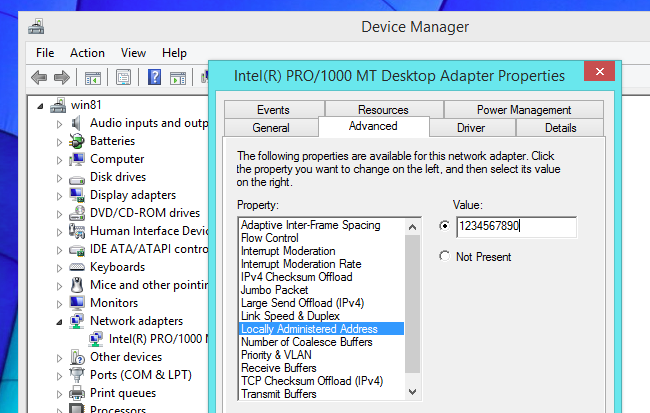 Device Manager
File Action View Help
win81
Audio inputs and outp
Batteries
Computer
Disk drives
Display adapters
DVD/CD-ROM drives
Human Interface Devic
IDE ATA/ATAPI contro
Keyboards
Mice and other pointin
Monitors
Network adapters
Intel(R) PRO/1000 M
Other devices
Ports (COM & LPT)
Print queues
Processors
Intel(R) PRO/1000 MT Desktop Adapter Properties
Events Resources Power Management
General Advanced Driver Details
The following properties are available for this network adapter. Click
the property you want to change on the left, and then select its value
on the right.
Property:
Adaptive Inter-Frame Spacing
Flow Control
Interrupt Moderation
Interrupt Moderation Rate
IPv4 Checksum Offload
Jumbo Packet
Large Send Offload (IPv4)
Link Speed & Duplex
Locally Administered Address
Number of Coalesce Buffers
Priority & VLAN
Receive Buffers
TCP Checksum Offload (IPv4)
Transmit Buffers
Value:
1234567890
Not Present